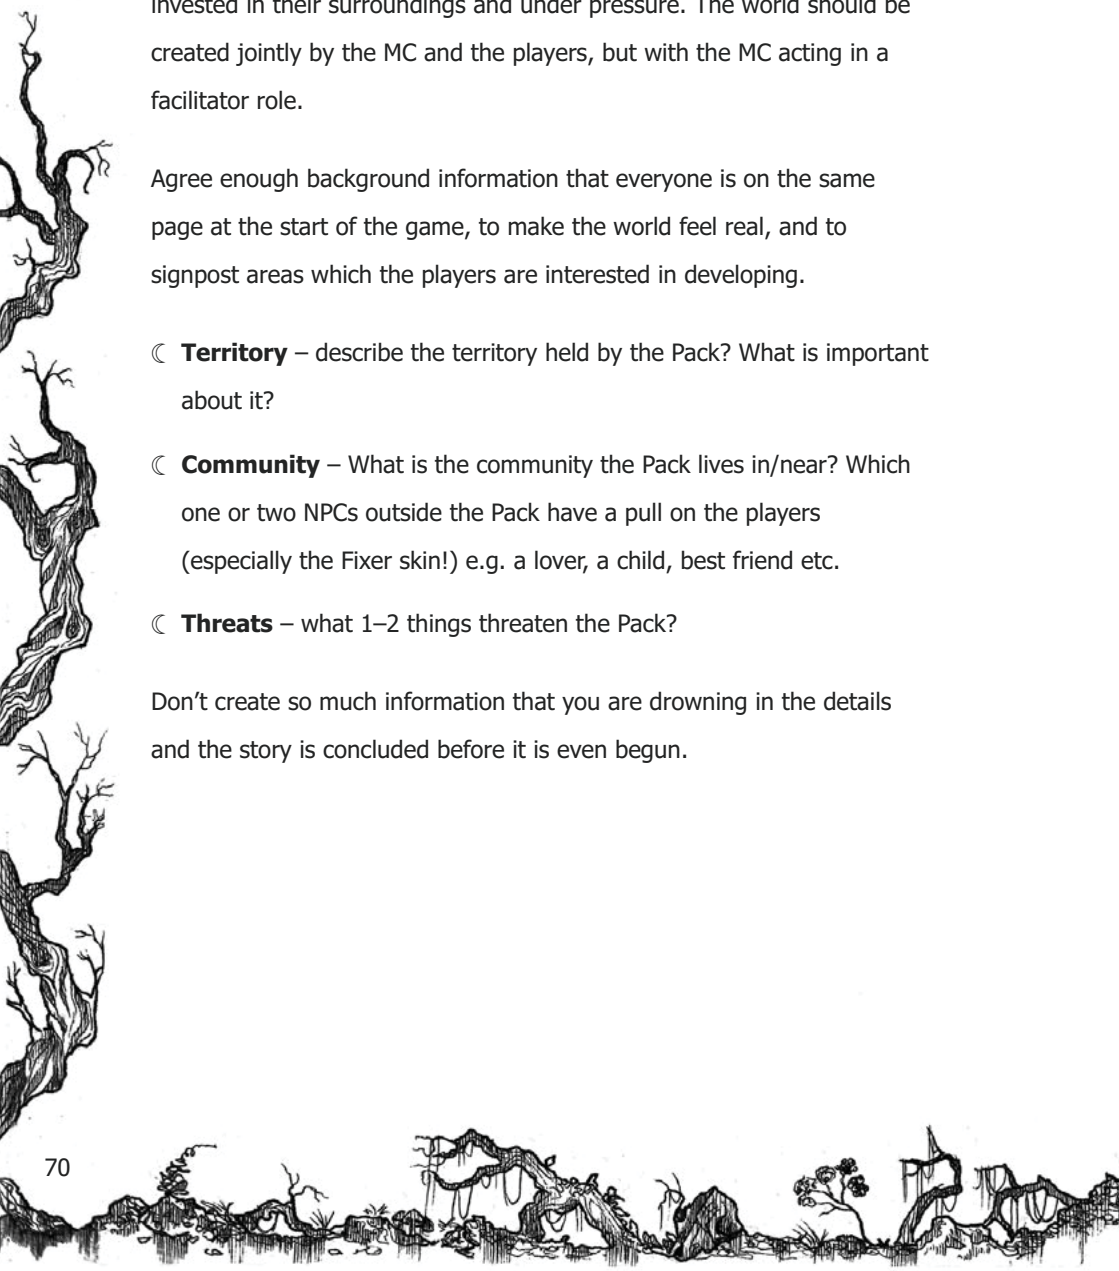 invested in their surroundings and under pressure. The world should be
created jointly by the MC and the players, but with the MC acting in a
facilitator role.
Agree enough background information that everyone is on the same
page at the start of the game, to make the world feel real, and to
signpost areas which the players are interested in developing.
☾ Territory – describe the territory held by the Pack? What is important
about it?
☾ Community – What is the community the Pack lives in/near? Which
one or two NPCs outside the Pack have a pull on the players
(especially the Fixer skin!) e.g. a lover, a child, best friend etc.
☾ Threats – what 1–2 things threaten the Pack?
Don’t create so much information that you are drowning in the details
and the story is concluded before it is even begun.
70